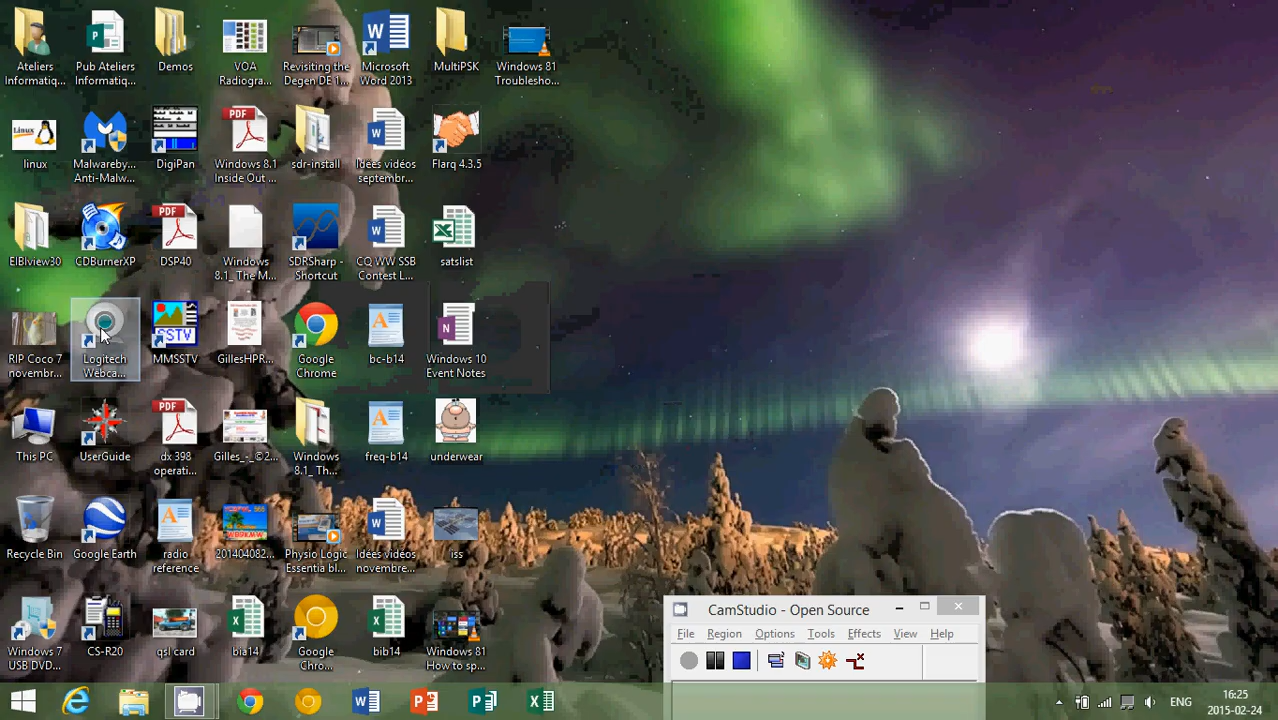 Ateliers Informatiq...
Pub Ateliers Informatiq...
Demos
VOA Radiogra...
Revisiting the Degen DE 1...
Microsoft Word 2013
MultiPSK
Windows 81 Troublesho...
linux
Malwareby... Anti-Malw...
DigiPan
PDF
Windows 8.1 Inside Out ...
sdr-install
Idées vidéos septembr...
Flarq 4.3.5
EIBIview30
CDBurnerXP
PDF
DSP40
Windows 8.1_ The M...
SDRSharp - Shortcut
CQ WW SSB Contest L...
satslist
RIP Coco 7 novembr...
Logitech Webca...
SSTV
MMSSTV
GillesHPR...
Google Chrome
bc-b14
Windows 10 Event Notes
This PC
UserGuide
PDF
dx 398 operati...
Gilles_-_©2...
Windows 8.1_ Th...
freq-b14
underwear
Recycle Bin
Google Earth
radio reference
201404082...
Physio Logic Essentia bl...
Idées vidéos novembre...
iss
Windows 7 USB DVD...
CS-R20
qsl card
bia14
Google Chro...
bib14
Windows 81 How to sp...
CamStudio - Open Source
File Region Options Tools Effects View Help
ENG
16:25
2015-02-24